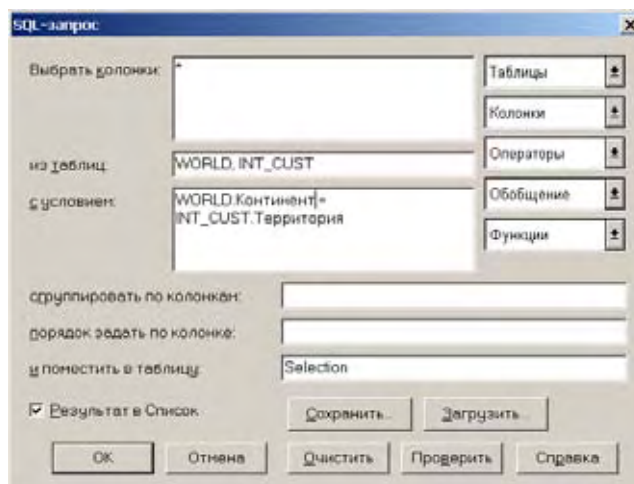 SQL-запрос
Выбрать колонки: *
Таблицы
Колонки
из таблиц: WORLD, INT_CUST
Операторы
с условием: WORLD.Континент=
INT_CUST.Территория
Обобщение
Функции
сгруппировать по колонкам:
порядок задать по колонке:
и поместить в таблицу: Selection
Результат в Список
Сохранить...
Загрузить...
OK
Отмена
Очистить
Проверить
Справка